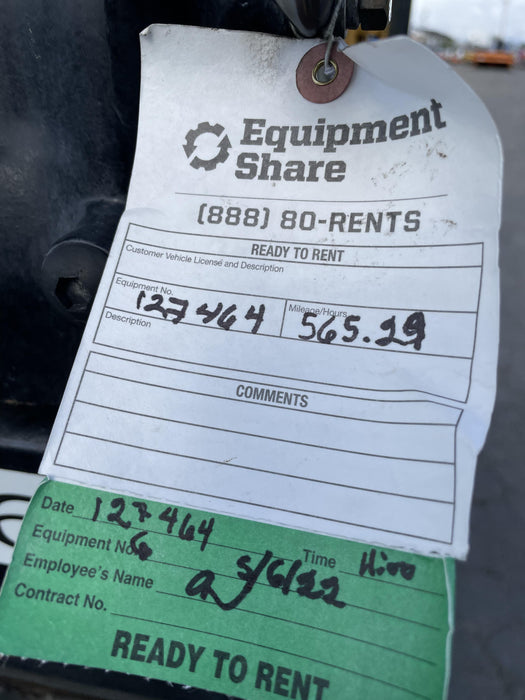 Equipment
Share
(888) 80-RENTS
READY TO RENT
Customer Vehicle License and Description
Equipment No. Mileage/Hours
127464 565.29
Description
COMMENTS
Date 127464 Time
Equipment No.
Employee's Name 5/6/22
Contract No.
READY TO RENT